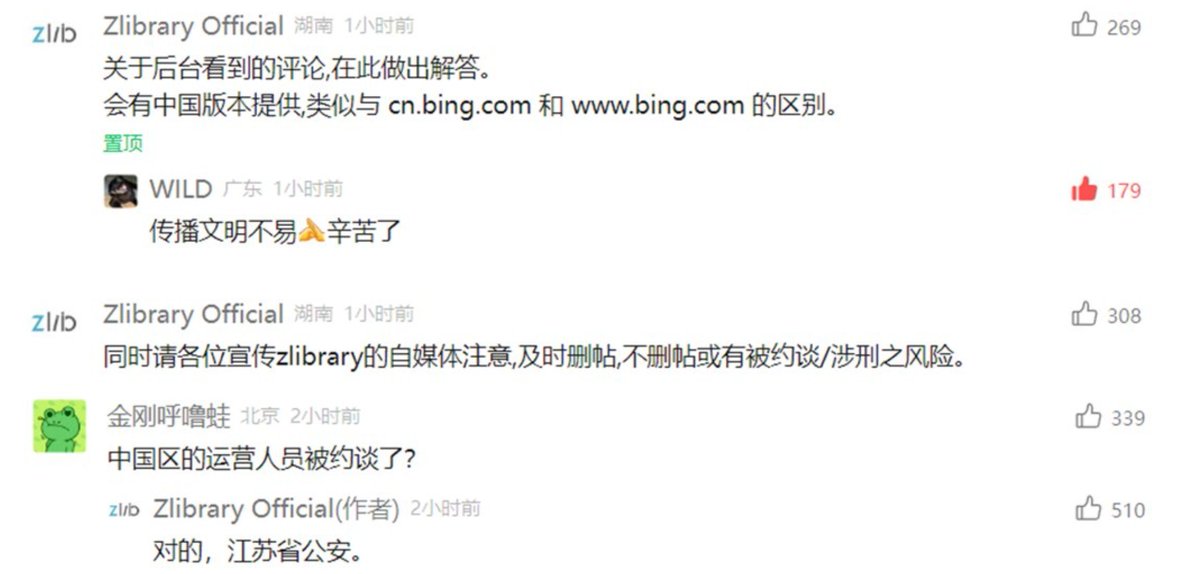 zlib Zlibrary Official 湖南 1小时前 269
关于后台看到的评论,在此做出解答。
会有中国版本提供,类似与 cn.bing.com 和 www.bing.com 的区别。
置顶
WILD 广东 1小时前 179
传播文明不易🙏辛苦了
zlib Zlibrary Official 湖南 1小时前 308
同时请各位宣传zlibrary的自媒体注意,及时删帖,不删帖或有被约谈/涉刑之风险。
金刚呼噜蛙 北京 2小时前 339
中国区的运营人员被约谈了?
zlib Zlibrary Official(作者) 2小时前 510
对的，江苏省公安。